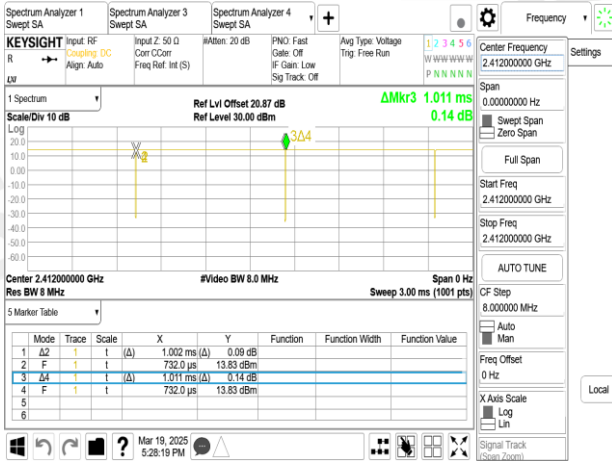 Spectrum Analyzer 1
Swept SA
Spectrum Analyzer 3
Swept SA
Spectrum Analyzer 4
Swept SA
+
Frequency
KEYSIGHT
R
LXI
Input: RF
Coupling: DC
Align: Auto
Input Z: 50 Ω
Corr CCorr
Freq Ref: Int (S)
#Atten: 20 dB
PNO: Fast
Gate: Off
IF Gain: Low
Sig Track: Off
Avg Type: Voltage
Trig: Free Run
1 2 3 4 5 6
W W W W W W
P N N N N N
1 Spectrum
Scale/Div 10 dB
Ref Lvl Offset 20.87 dB
Ref Level 30.00 dBm
ΔMkr3 1.011 ms
0.14 dB
Log
20.0
10.0
0.00
-10.0
-20.0
-30.0
-40.0
-50.0
-60.0
3Δ4
Center 2.412000000 GHz
Res BW 8 MHz
#Video BW 8.0 MHz
Span 0 Hz
Sweep 3.00 ms (1001 pts)
5 Marker Table
Mode Trace Scale X Y Function Function Width Function Value
1 Δ2 1 t (Δ) 1.002 ms (Δ) 0.09 dB
2 F 1 t 732.0 µs 13.83 dBm
3 Δ4 1 t (Δ) 1.011 ms (Δ) 0.14 dB
4 F 1 t 732.0 µs 13.83 dBm
5
6
?
Mar 19, 2025
5:28:19 PM
Center Frequency
2.412000000 GHz
Span
0.00000000 Hz
Swept Span
Zero Span
Full Span
Start Freq
2.412000000 GHz
Stop Freq
2.412000000 GHz
AUTO TUNE
CF Step
8.000000 MHz
Auto
Man
Freq Offset
0 Hz
X Axis Scale
Log
Lin
Signal Track
(Span Zoom)
Settings
Local